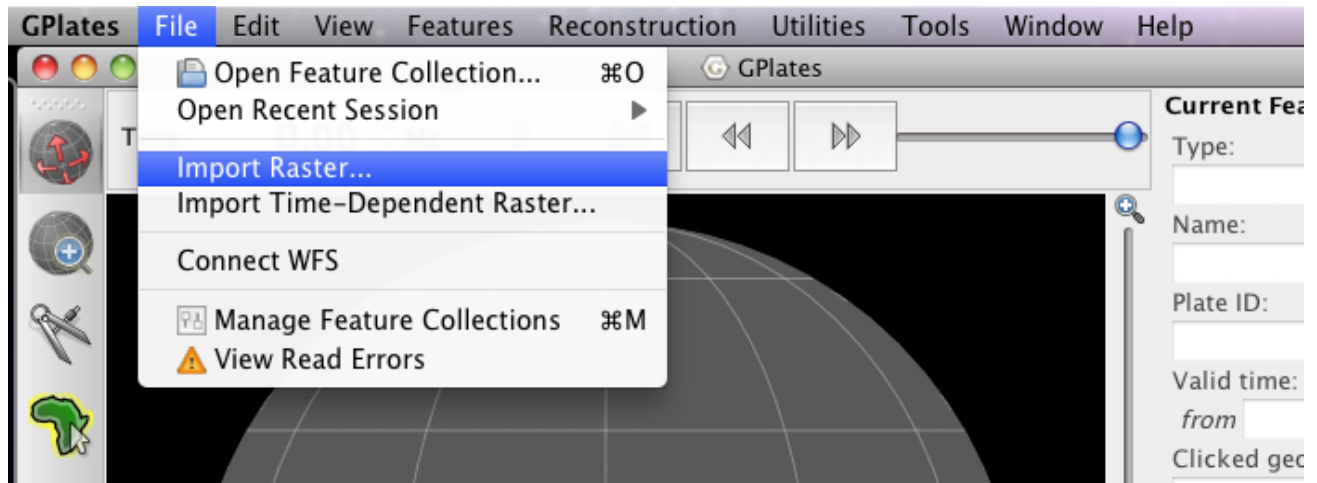 GPlates File Edit View Features Reconstruction Utilities Tools Window Help
GPlates
Open Feature Collection... ⌘O
Open Recent Session
Import Raster...
Import Time-Dependent Raster...
Connect WFS
Manage Feature Collections ⌘M
View Read Errors
Current Fea
Type:
Name:
Plate ID:
Valid time:
from
Clicked geo